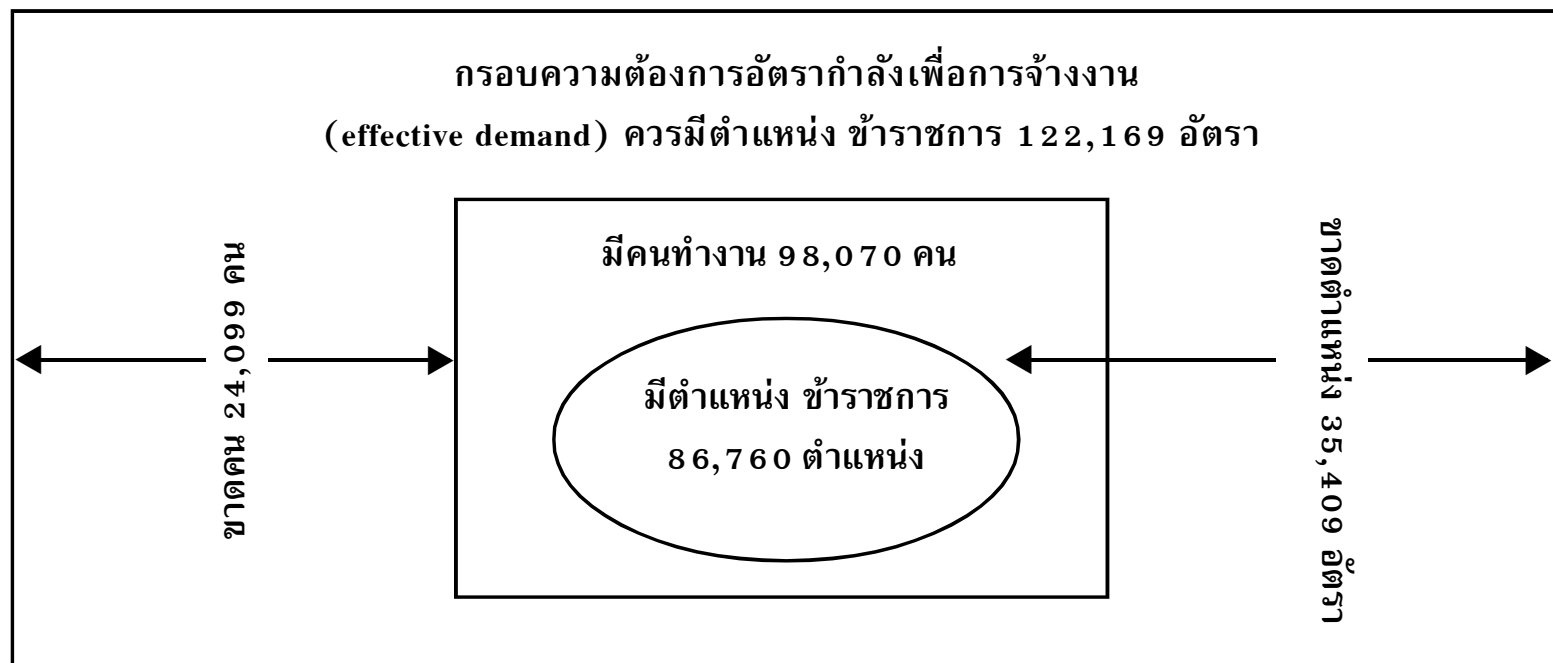 กรอบความต้องการอัตรากำลังเพื่อการจ้างงาน
(effective demand) ควรมีตำแหน่ง ข้าราชการ 122,169 อัตรา
มีคนทำงาน 98,070 คน
ขาดคน 24,099 คน
มีตำแหน่ง ข้าราชการ
86,760 ตำแหน่ง
ขาดตำแหน่ง 35,409 อัตรา